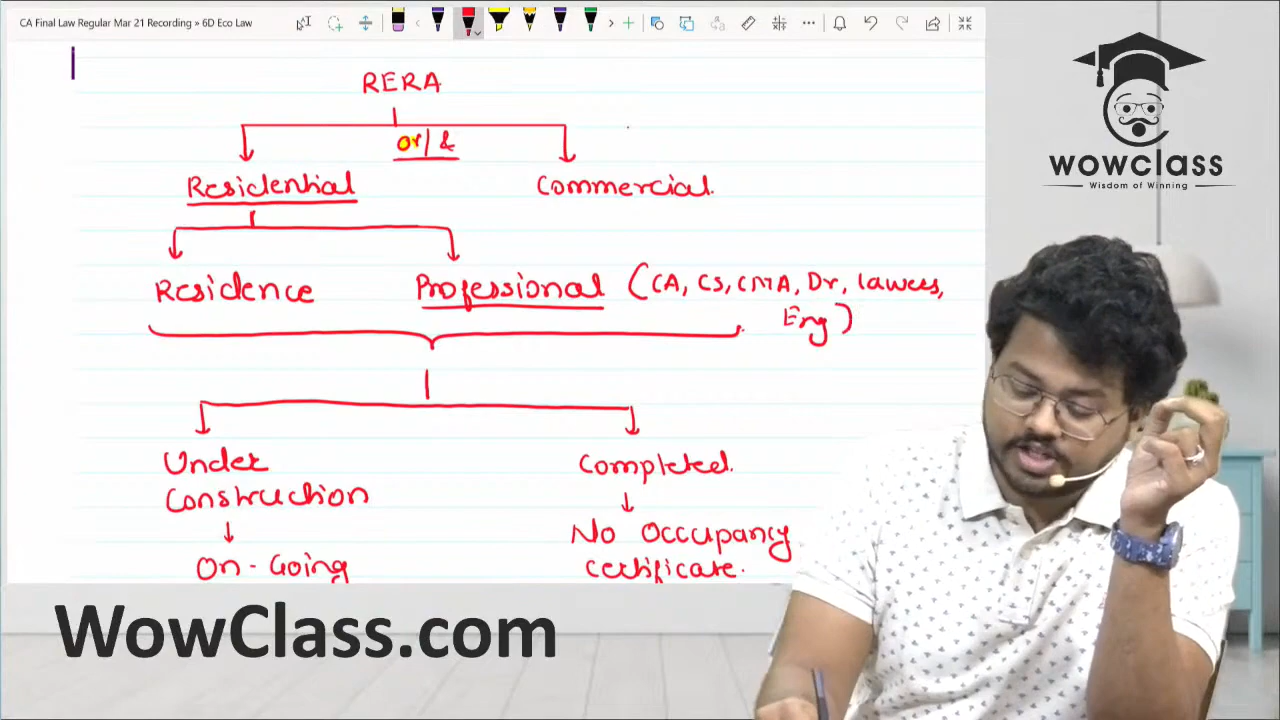 CA Final Law Regular Mar 21 Recording » 6D Eco Law
RERA
or/ &
Residential Commercial.
Residence Professional (CA, CS, CMA, Dr, lawers,
Eng)
Under Completed.
Construction
On-Going No Occupancy
certificate.
wowclass
- Wisdom of Winning -
WowClass.com